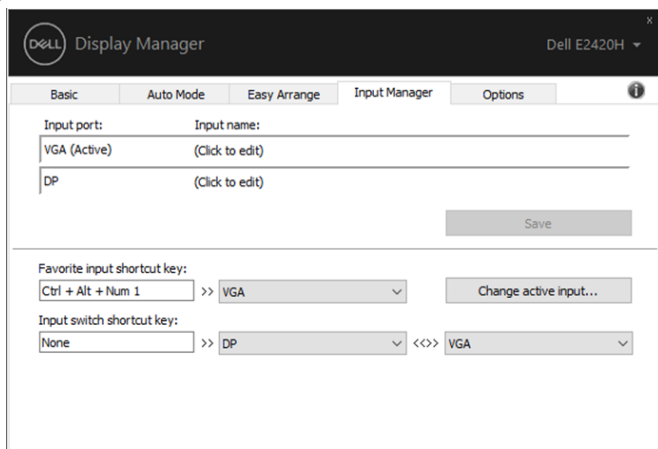 x
DELL Display Manager Dell E2420H
Basic Auto Mode Easy Arrange Input Manager Options i
Input port: Input name:
VGA (Active) (Click to edit)
DP (Click to edit)
Save
Favorite input shortcut key:
Ctrl + Alt + Num 1 >> VGA Change active input...
Input switch shortcut key:
None >> DP <<>> VGA